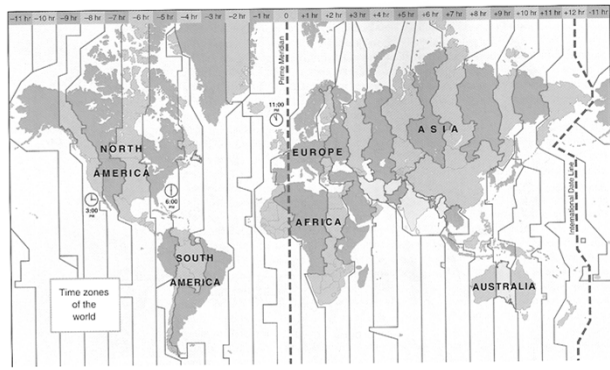 −11 hr −10 hr −9 hr −8 hr −7 hr −6 hr −5 hr −4 hr −3 hr −2 hr −1 hr 0 +1 hr +2 hr +3 hr +4 hr +5 hr +6 hr +7 hr +8 hr +9 hr +10 hr +11 hr +12 hr −11 hr
Prime Meridian
11:00
PM
NORTH
AMERICA
EUROPE
ASIA
3:00
PM
6:00
PM
AFRICA
International Date Line
SOUTH
AMERICA
AUSTRALIA
Time zones
of the
world